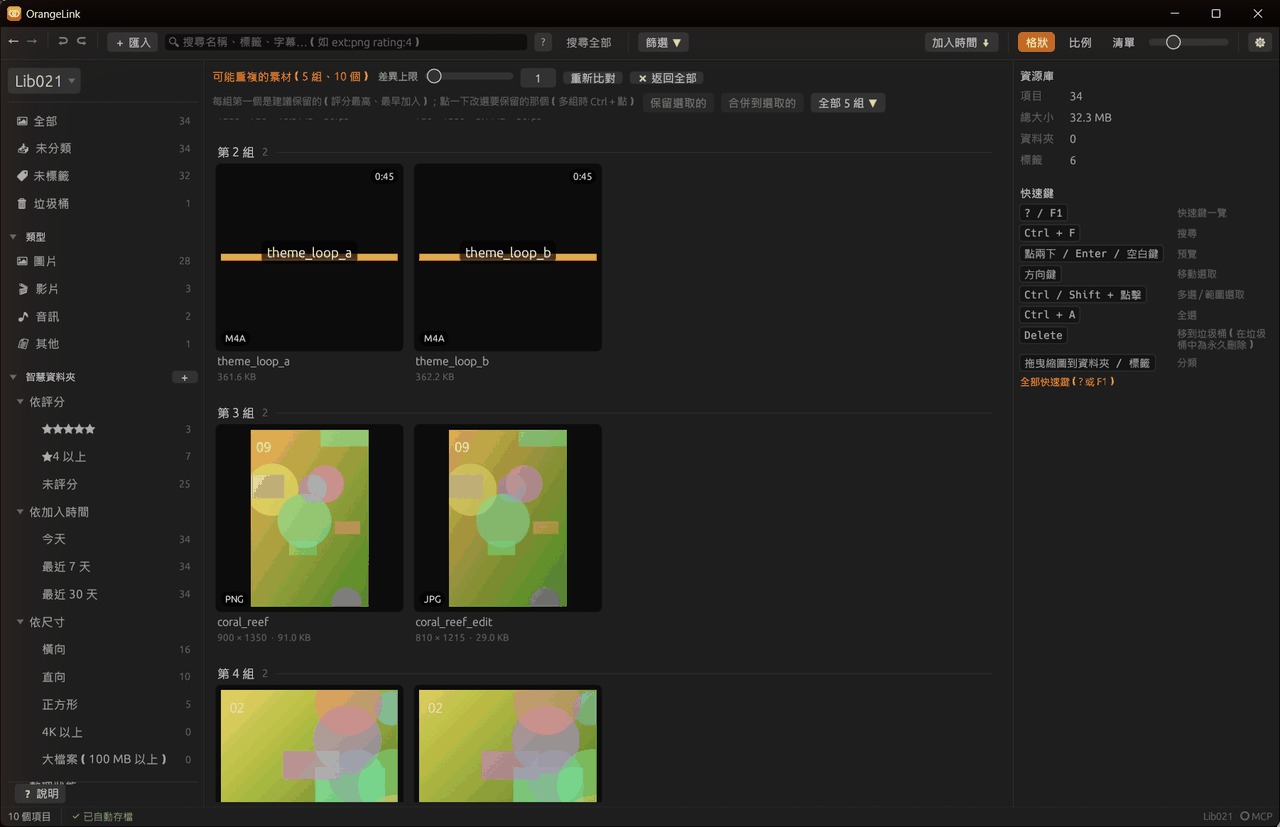 OrangeLink
+ 匯入
搜尋名稱、標籤、字幕…( 如 ext:png rating:4 )
?
搜尋全部
篩選 ▼
加入時間 ↓
格狀
比例
清單
Lib021
全部 34
未分類 34
未標籤 32
垃圾桶 1
類型
圖片 28
影片 3
音訊 2
其他 1
智慧資料夾 +
依評分
★★★★★ 3
★4 以上 7
未評分 25
依加入時間
今天 34
最近 7 天 34
最近 30 天 34
依尺寸
橫向 16
直向 10
正方形 5
4K 以上 0
大檔案 ( 100 MB 以上 ) 0
? 說明
可能重複的素材 ( 5 組、10 個 )
差異上限
1
重新比對
× 返回全部
每組第一個是建議保留的 ( 評分最高、最早加入 ) ；點一下改選要保留的那個 ( 多組時 Ctrl + 點 )
保留選取的
合併到選取的
全部 5 組 ▼
第 2 組 2
0:45
theme_loop_a
M4A
theme_loop_a
361.6 KB
0:45
theme_loop_b
M4A
theme_loop_b
362.2 KB
第 3 組 2
09
PNG
coral_reef
900 × 1350 · 91.0 KB
09
JPG
coral_reef_edit
810 × 1215 · 29.0 KB
第 4 組 2
02
02
資源庫
項目 34
總大小 32.3 MB
資料夾 0
標籤 6
快速鍵
? / F1 快速鍵一覽
Ctrl + F 搜尋
點兩下 / Enter / 空白鍵 預覽
方向鍵 移動選取
Ctrl / Shift + 點擊 多選/範圍選取
Ctrl + A 全選
Delete 移到垃圾桶 ( 在垃圾
桶中為永久刪除 )
拖曳縮圖到資料夾 / 標籤 分類
全部快速鍵 ( ? 或 F1 )
10 個項目
✓ 已自動存檔
Lib021
MCP